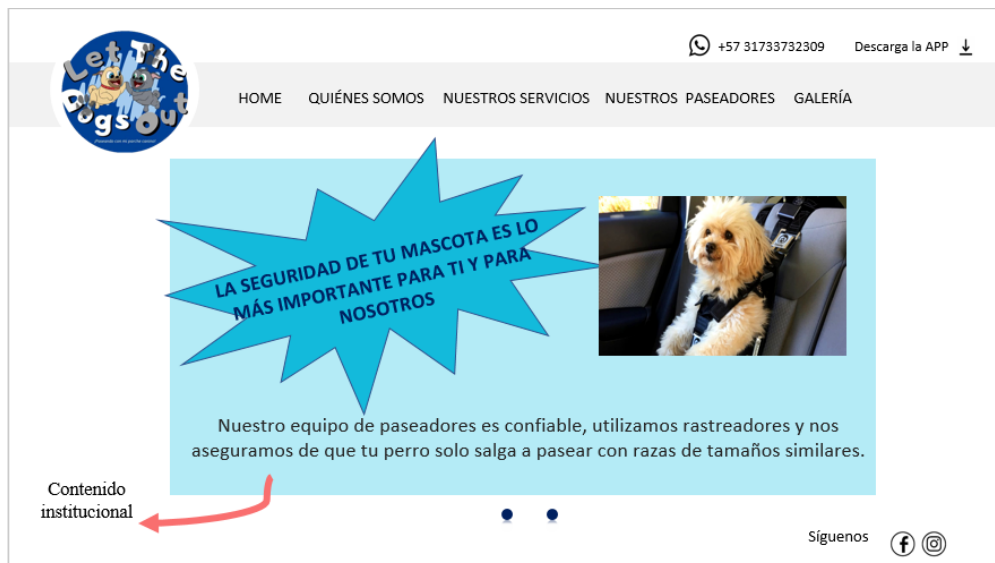 Let The
Dogs Out
+57 31733732309
Descarga la APP
HOME QUIÉNES SOMOS NUESTROS SERVICIOS NUESTROS PASEADORES GALERÍA
LA SEGURIDAD DE TU MASCOTA ES LO
MÁS IMPORTANTE PARA TI Y PARA
NOSOTROS
Nuestro equipo de paseadores es confiable, utilizamos rastreadores y nos
aseguramos de que tu perro solo salga a pasear con razas de tamaños similares.
Contenido
institucional
Síguenos